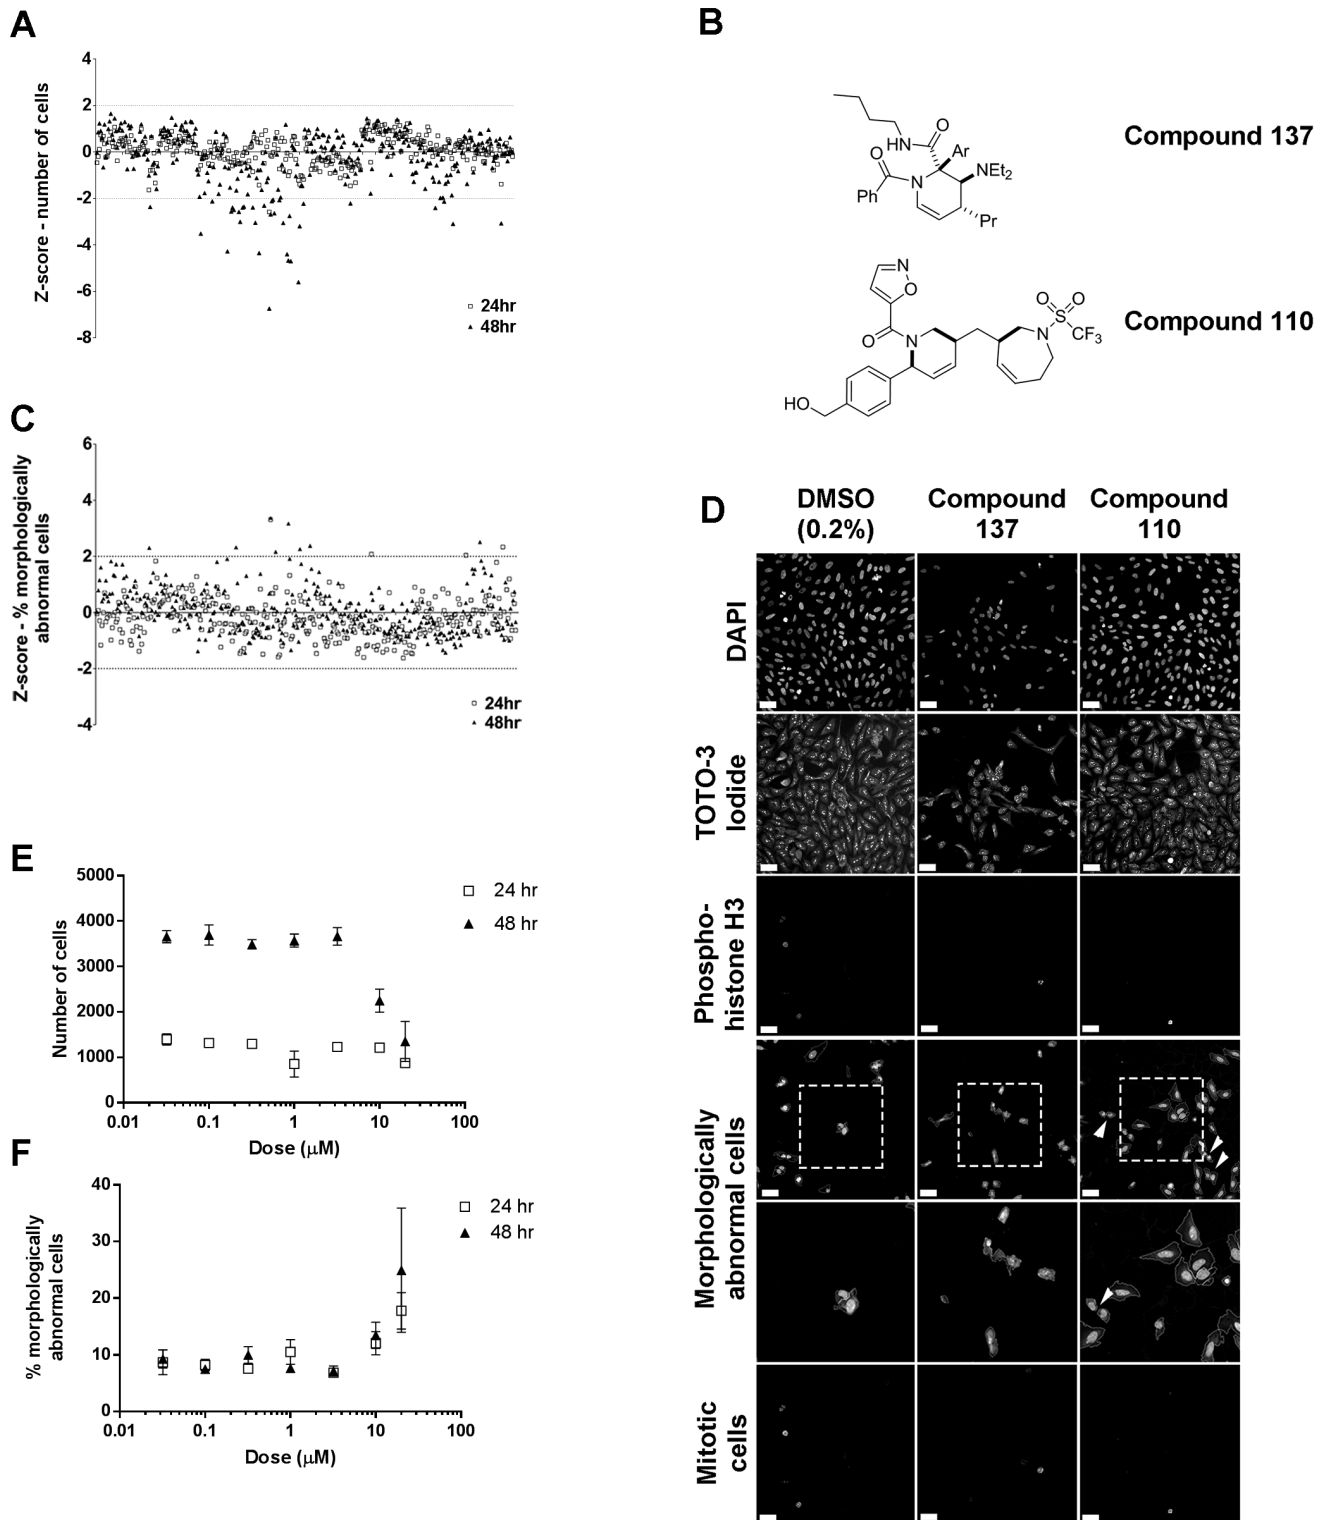 A
Z-score - number of cells
4
2
0
-2
-4
-6
-8
24hr
48hr
B
HN
O
O
Ar
NEt2
N
Ph
Pr
Compound 137
N
O
O
N
O O
S
N
CF3
HO
Compound 110
C
Z-score - % morphologically
abnormal cells
6
4
2
0
-2
-4
24hr
48hr
D
DMSO
(0.2%)
Compound
137
Compound
110
DAPI
TOTO-3
Iodide
Phospho-
histone H3
Morphologically
abnormal cells
Mitotic
cells
E
Number of cells
5000
4000
3000
2000
1000
0
0.01 0.1 1 10 100
Dose (μM)
24 hr
48 hr
F
% morphologically
abnormal cells
40
30
20
10
0
0.01 0.1 1 10 100
Dose (μM)
24 hr
48 hr